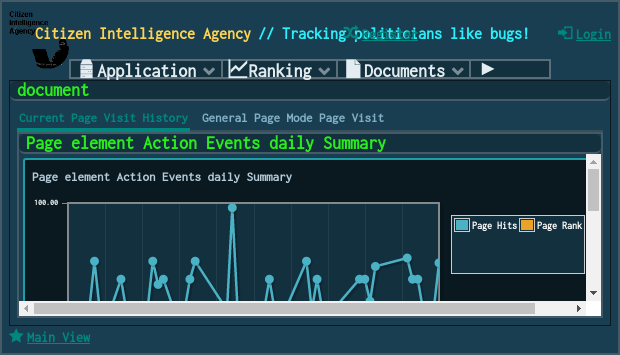 Citizen
Intelligence
Agency
Citizen Intelligence Agency // Tracking politicians like bugs!
Register
Login
Application
Ranking
Documents
document
Current Page Visit History
General Page Mode Page Visit
Page element Action Events daily Summary
Page element Action Events daily Summary
100.00
Page Hits
Page Rank
Main View